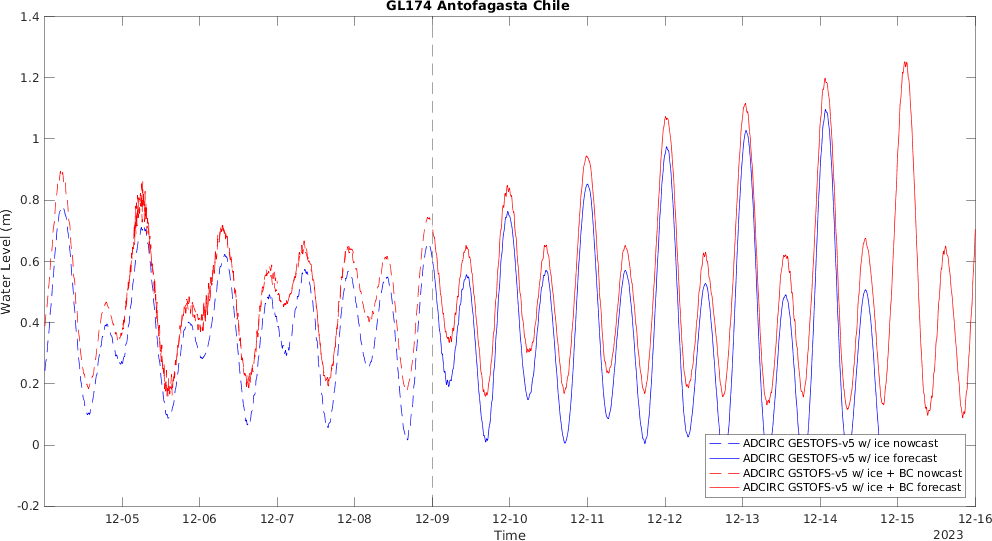 GL174 Antofagasta Chile
1.4
1.2
1
0.8
0.6
0.4
0.2
0
-0.2
Water Level (m)
12-05 12-06 12-07 12-08 12-09 12-10 12-11 12-12 12-13 12-14 12-15 12-16
Time
2023
ADCIRC GESTOFS-v5 w/ ice nowcast
ADCIRC GESTOFS-v5 w/ ice forecast
ADCIRC GSTOFS-v5 w/ ice + BC nowcast
ADCIRC GSTOFS-v5 w/ ice + BC forecast